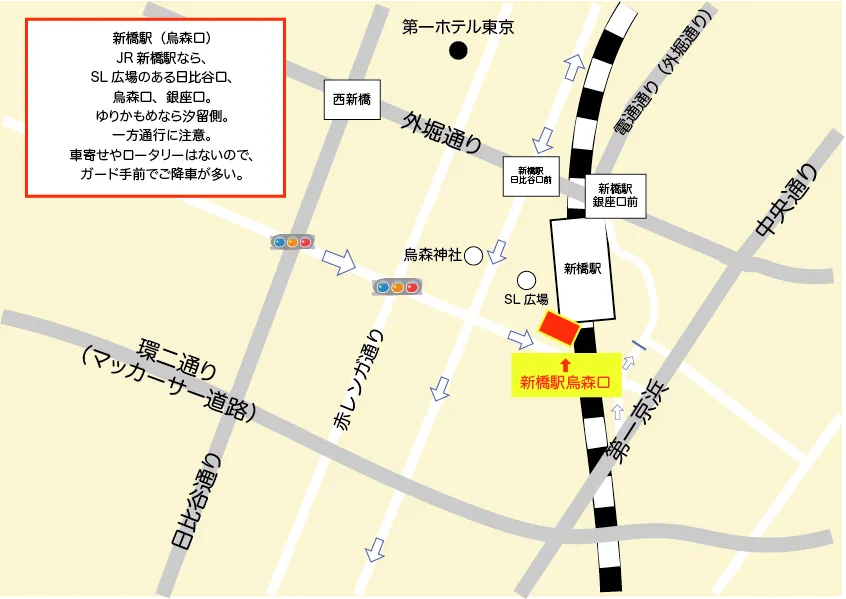 新橋駅（烏森口）
JR 新橋駅なら、
SL 広場のある日比谷口、
烏森口、銀座口。
ゆりかもめなら汐留側。
一方通行に注意。
車寄せやロータリーはないので、
ガード手前でご降車が多い。
第一ホテル東京
電通通り（外堀通り）
西新橋
外堀通り
新橋駅
日比谷口前
新橋駅
銀座口前
中央通り
烏森神社
新橋駅
SL 広場
環二通り
（マッカーサー道路）
赤レンガ通り
新橋駅烏森口
第一京浜
日比谷通り